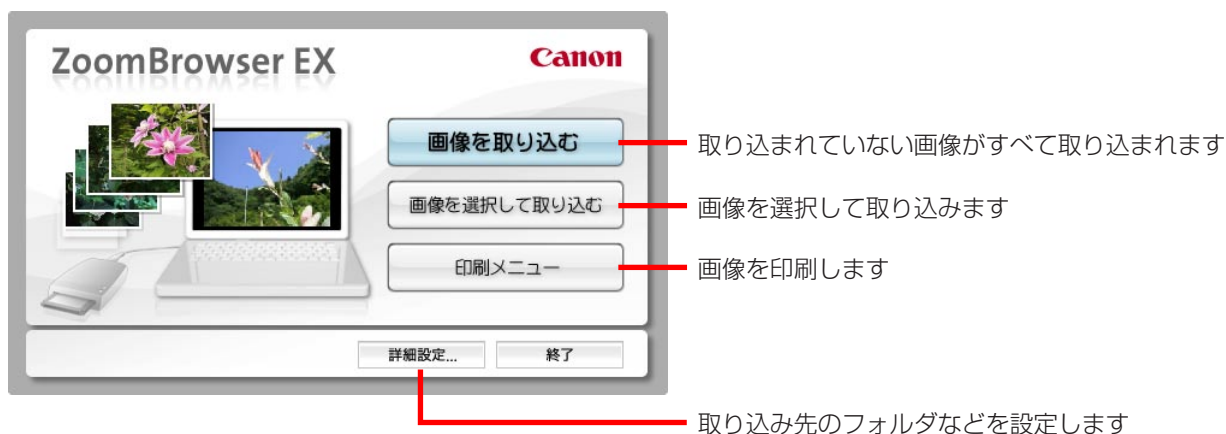 ZoomBrowser EX
Canon
画像を取り込む
取り込まれていない画像がすべて取り込まれます
画像を選択して取り込む
画像を選択して取り込みます
印刷メニュー
画像を印刷します
詳細設定...
終了
取り込み先のフォルダなどを設定します